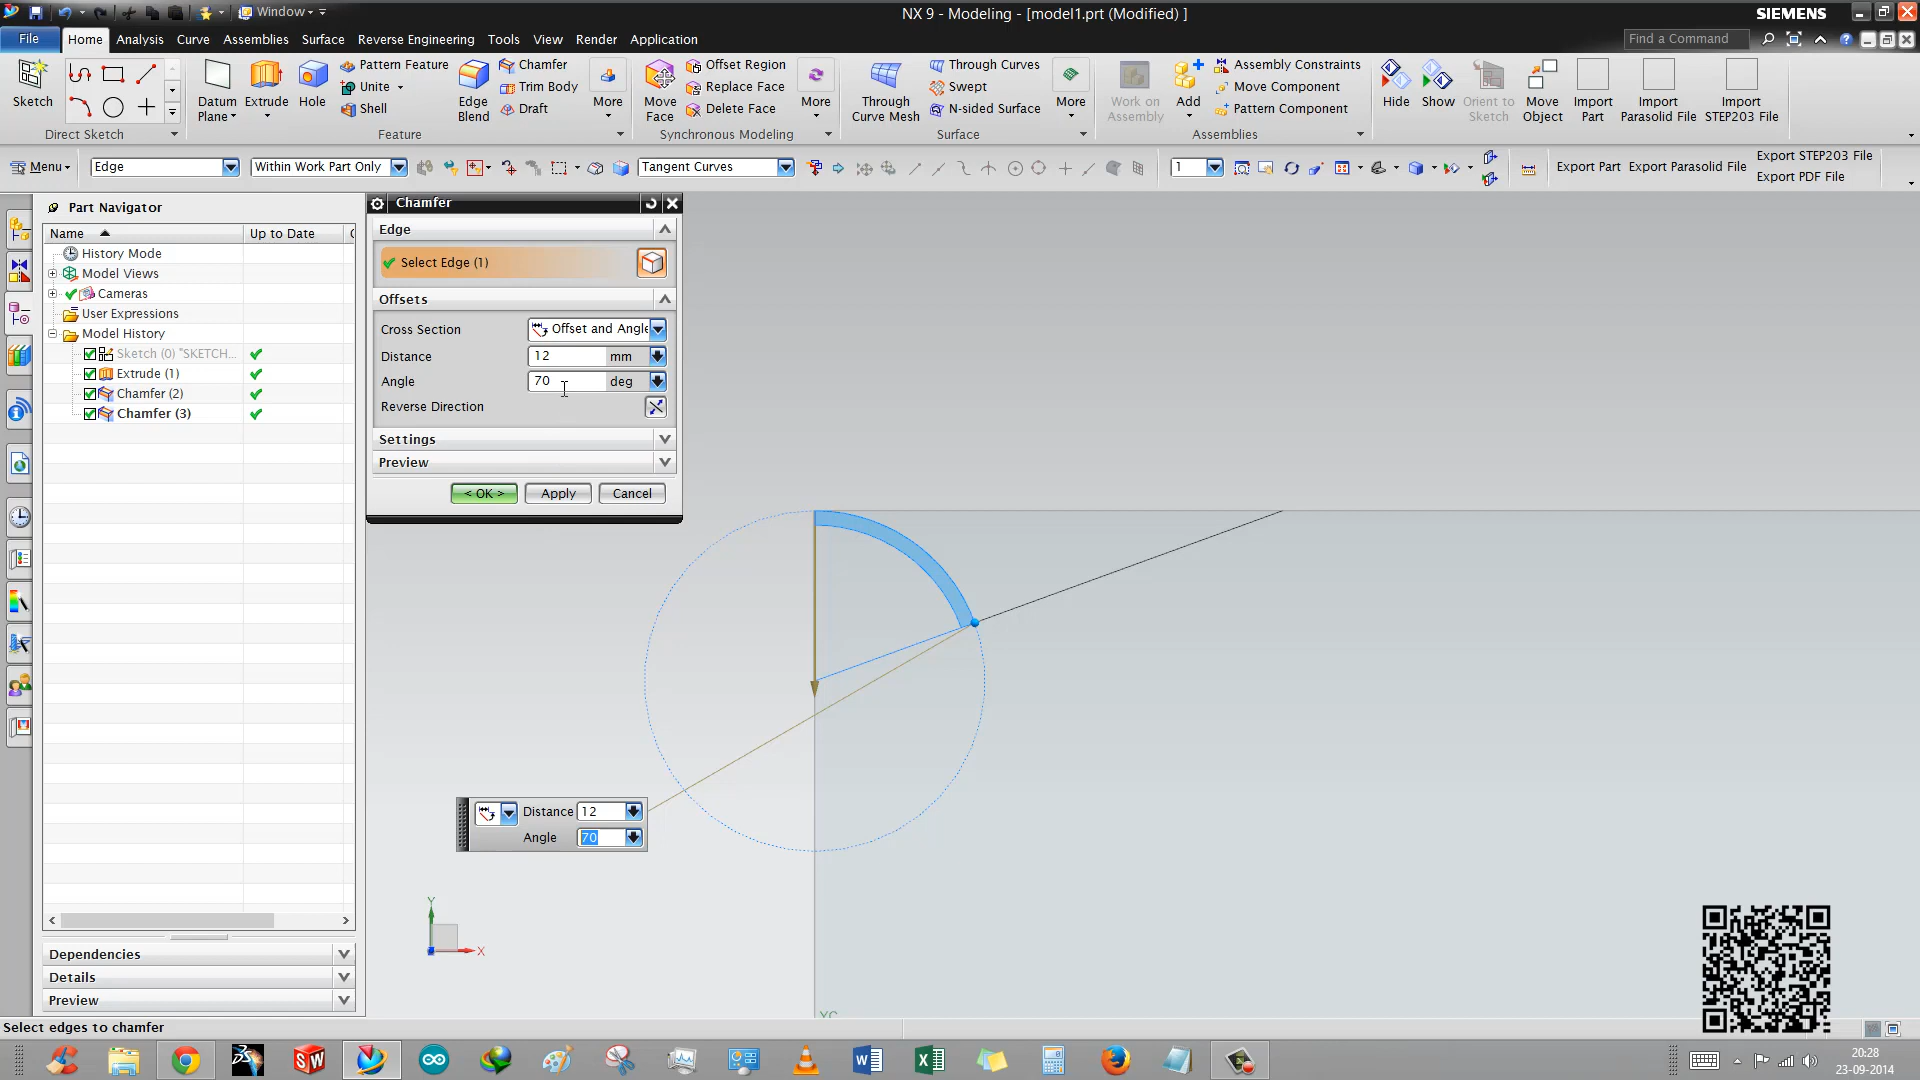 Window
NX 9 - Modeling - [model1.prt (Modified) ]
SIEMENS
File
Home
Analysis
Curve
Assemblies
Surface
Reverse Engineering
Tools
View
Render
Application
Find a Command
Sketch
Direct Sketch
Datum Plane
Extrude
Hole
Pattern Feature
Unite
Shell
Edge Blend
Chamfer
Trim Body
Draft
More
Feature
Move Face
Offset Region
Replace Face
Delete Face
More
Synchronous Modeling
Through Curve Mesh
Through Curves
Swept
N-sided Surface
More
Surface
Work on Assembly
Add
Assembly Constraints
Move Component
Pattern Component
Hide
Show
Orient to Sketch
Move Object
Import Part
Import Parasolid File
Import STEP203 File
Assemblies
Menu
Edge
Within Work Part Only
Tangent Curves
1
Export Part
Export Parasolid File
Export STEP203 File
Export PDF File
Part Navigator
Name
Up to Date
C
History Mode
Model Views
Cameras
User Expressions
Model History
Sketch (0) "SKETCH...
Extrude (1)
Chamfer (2)
Chamfer (3)
Dependencies
Details
Preview
Chamfer
Edge
Select Edge (1)
Offsets
Cross Section
Offset and Angle
Distance
12
mm
Angle
70
deg
Reverse Direction
Settings
Preview
< OK >
Apply
Cancel
Distance
12
Angle
70
Y
X
YC
Select edges to chamfer
20:28
23-09-2014